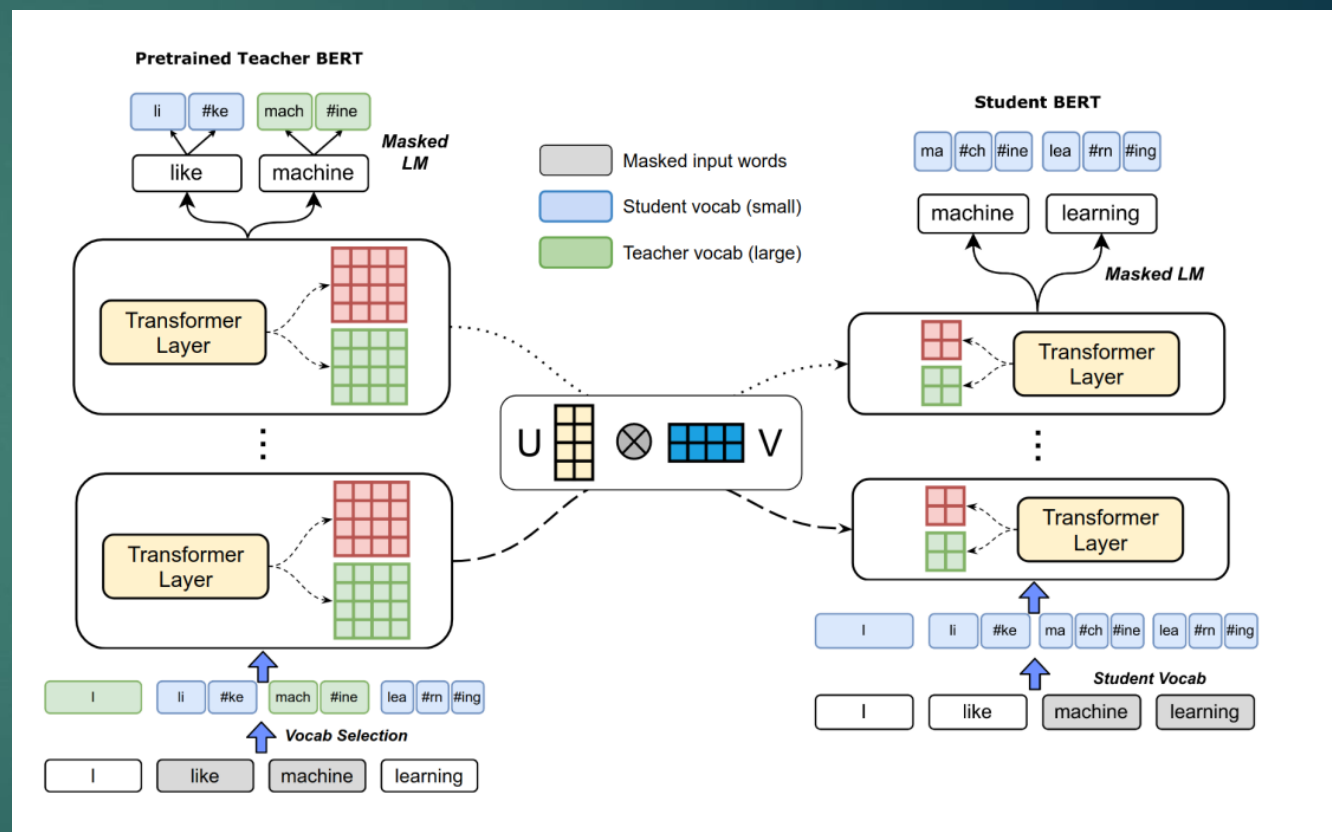 Pretrained Teacher BERT
li #ke mach #ine
Masked
LM
like machine
Transformer
Layer
Transformer
Layer
I li #ke mach #ine lea #rn #ing
Vocab Selection
I like machine learning
Masked input words
Student vocab (small)
Teacher vocab (large)
U V
Student BERT
ma #ch #ine lea #rn #ing
machine learning
Masked LM
Transformer
Layer
Transformer
Layer
I li #ke ma #ch #ine lea #rn #ing
Student Vocab
I like machine learning